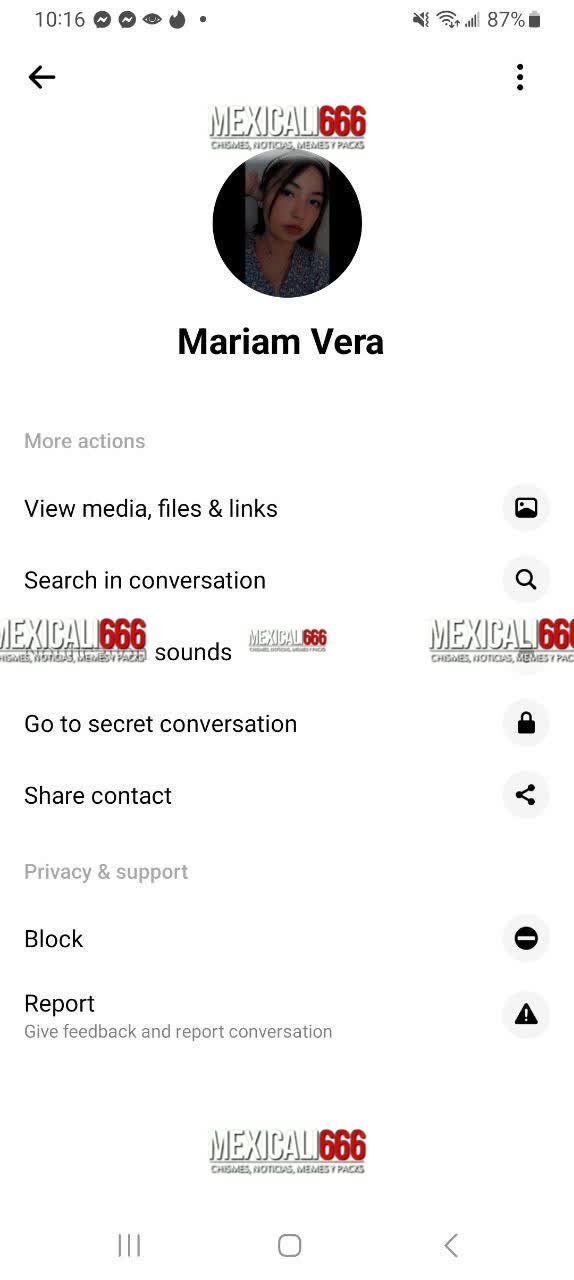 10:16
87%
MEXICALI666
CHISMES, NOTICIAS, MEMES Y PACKS
Mariam Vera
More actions
View media, files & links
Search in conversation
MEXICALI666
CHISMES, NOTICIAS, MEMES Y PACKS
sounds
MEXICALI666
CHISMES, NOTICIAS, MEMES Y PACKS
MEXICALI666
CHISMES, NOTICIAS, MEMES Y PAC
Go to secret conversation
Share contact
Privacy & support
Block
Report
Give feedback and report conversation
MEXICALI666
CHISMES, NOTICIAS, MEMES Y PACKS